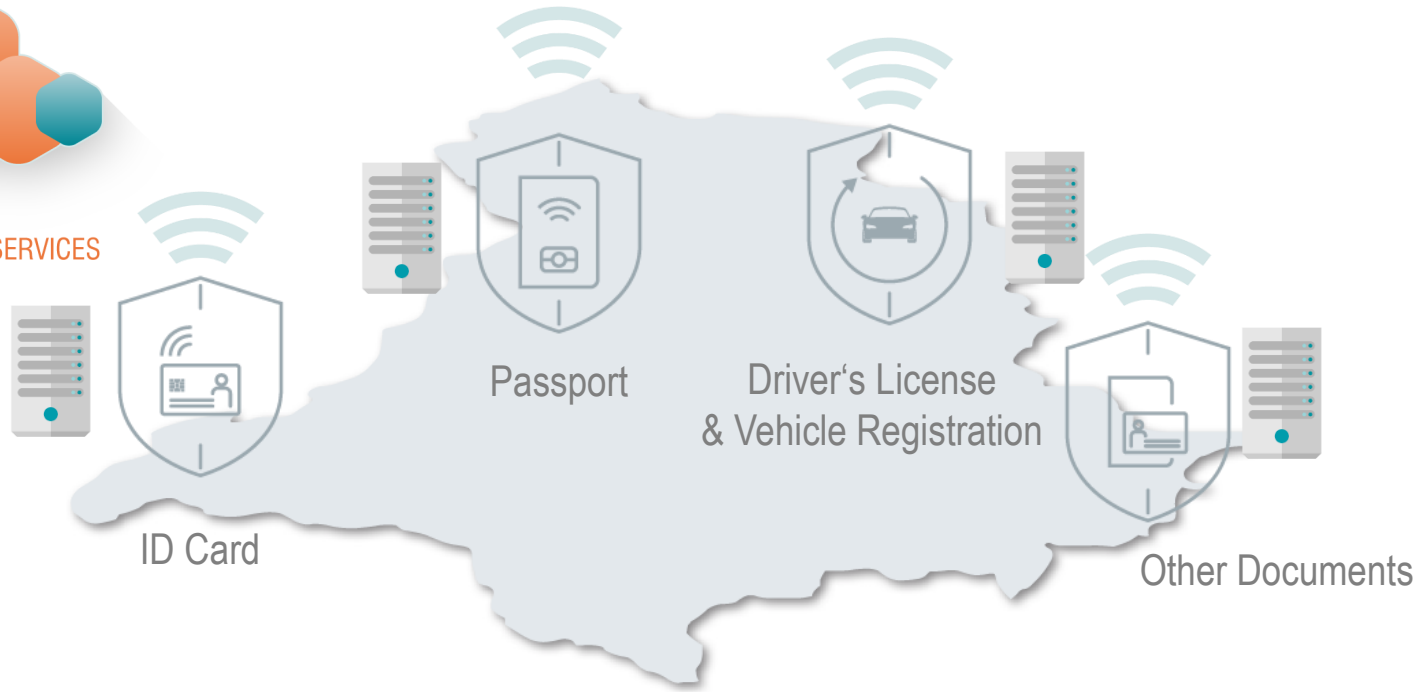 SERVICES
Passport
Driver‘s License
& Vehicle Registration
ID Card
Other Documents